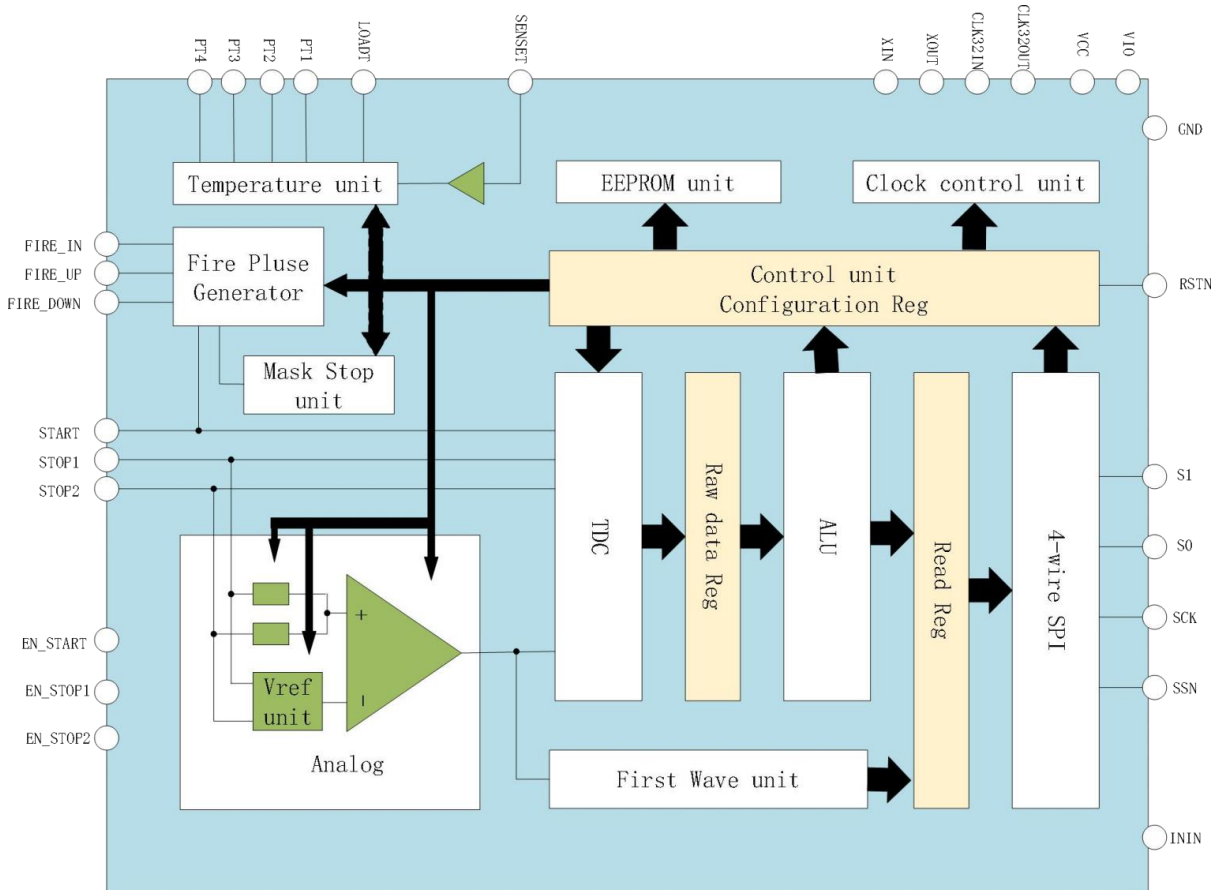 PT4
PT3
PT2
PT1
LOADT
SENSET
XIN
XOUT
CLK32IN
CLK32OUT
VCC
VIO
GND
Temperature unit
EEPROM unit
Clock control unit
FIRE_IN
FIRE_UP
FIRE_DOWN
Fire Pluse
Generator
Control unit
Configuration Reg
RSTN
Mask Stop
unit
START
STOP1
STOP2
TDC
Raw data Reg
ALU
Read Reg
4-wire SPI
S1
S0
SCK
SSN
EN_START
EN_STOP1
EN_STOP2
+
−
Vref
unit
Analog
First Wave unit
ININ